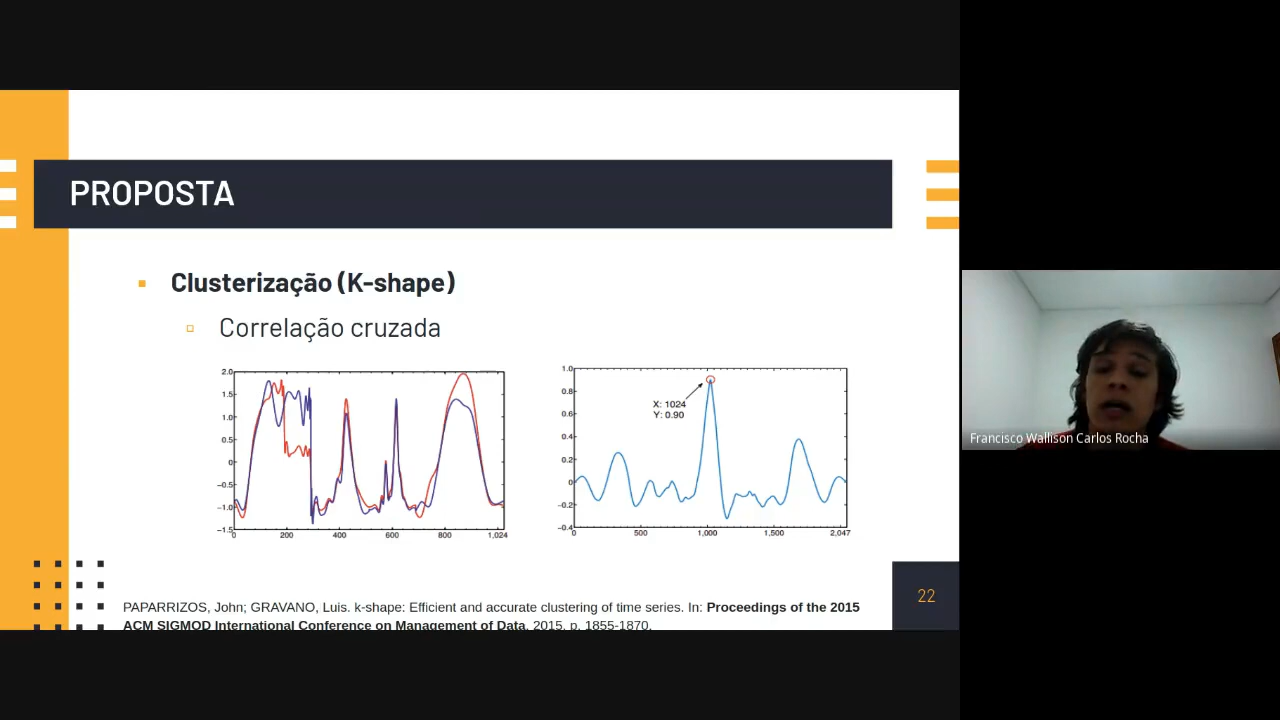 PROPOSTA
Clusterização (K-shape)
Correlação cruzada
2.0
1.5
1.0
0.5
0
−0.5
−1.0
−1.5
0 200 400 600 800 1,024
1.0
0.8
0.6
0.4
0.2
0
−0.2
−0.4
0 500 1,000 1,500 2,047
X: 1024
Y: 0.90
PAPARRIZOS, John; GRAVANO, Luis. k-shape: Efficient and accurate clustering of time series. In: Proceedings of the 2015
ACM SIGMOD International Conference on Management of Data. 2015. p. 1855-1870.
22
Francisco Wallison Carlos Rocha